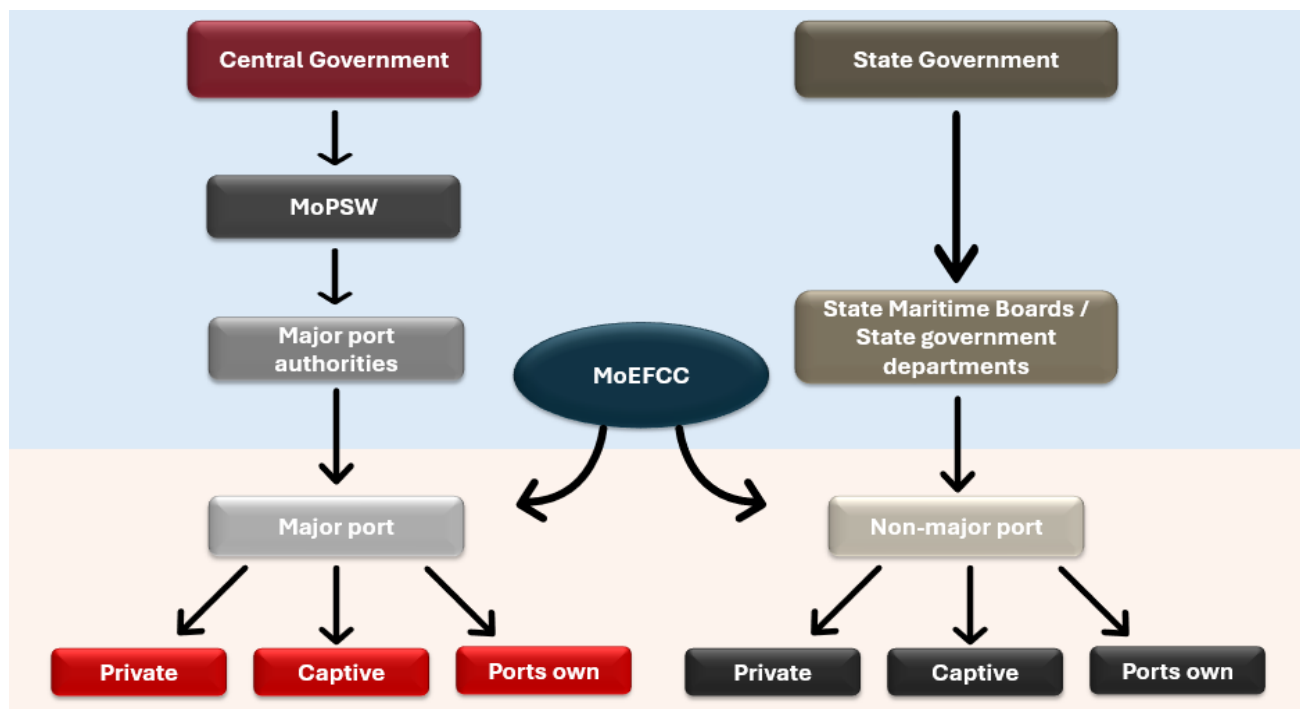 Central Government
State Government
MoPSW
Major port
authorities
State Maritime Boards /
State government
departments
MoEFCC
Major port
Non-major port
Private
Captive
Ports own
Private
Captive
Ports own